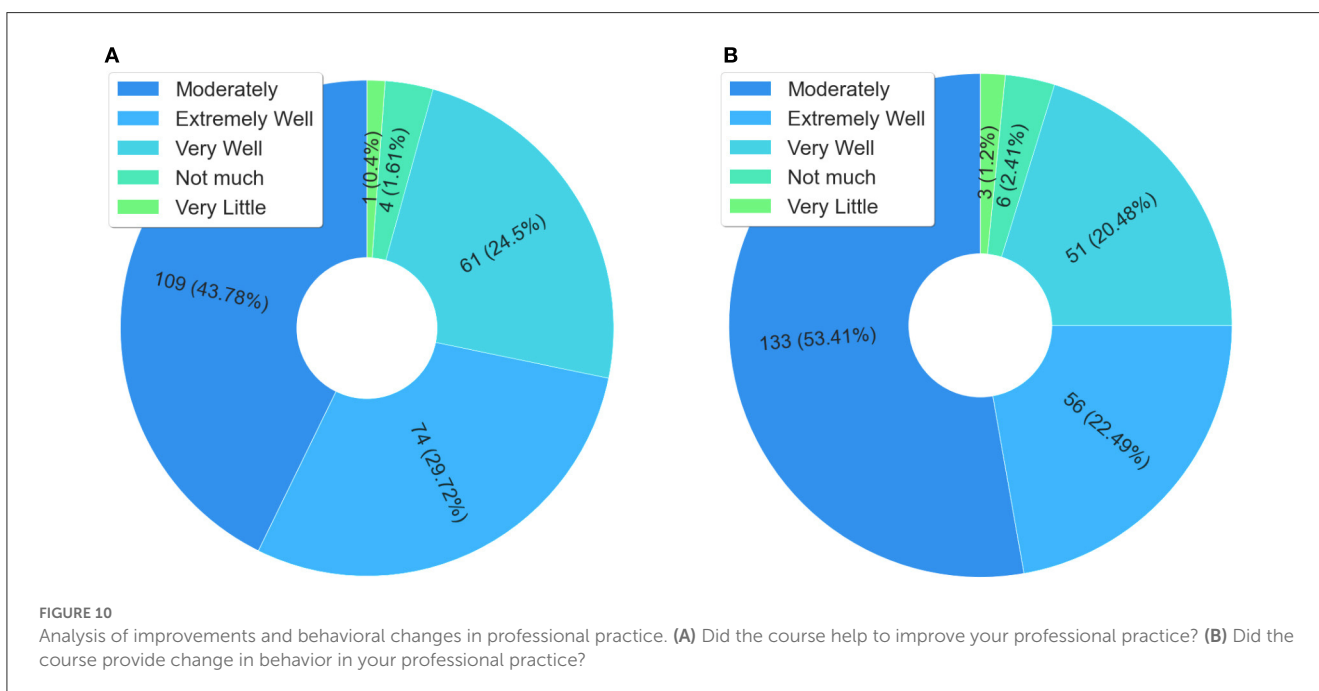 A
Moderately
Extremely Well
Very Well
Not much
Very Little
1 (0.4%)
4 (1.61%)
61 (24.5%)
109 (43.78%)
74 (29.72%)
B
Moderately
Extremely Well
Very Well
Not much
Very Little
3 (1.2%)
6 (2.41%)
51 (20.48%)
133 (53.41%)
56 (22.49%)
FIGURE 10
Analysis of improvements and behavioral changes in professional practice. (A) Did the course help to improve your professional practice? (B) Did the
course provide change in behavior in your professional practice?